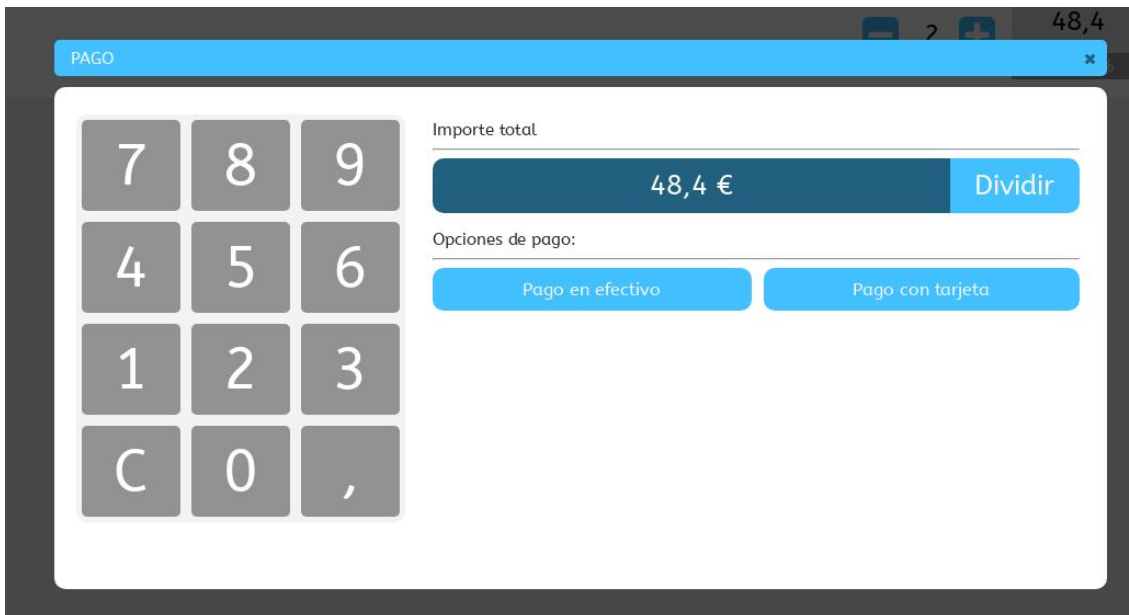 2 48,4
PAGO
7 8 9
4 5 6
1 2 3
C 0 ,
Importe total
48,4 € Dividir
Opciones de pago:
Pago en efectivo Pago con tarjeta